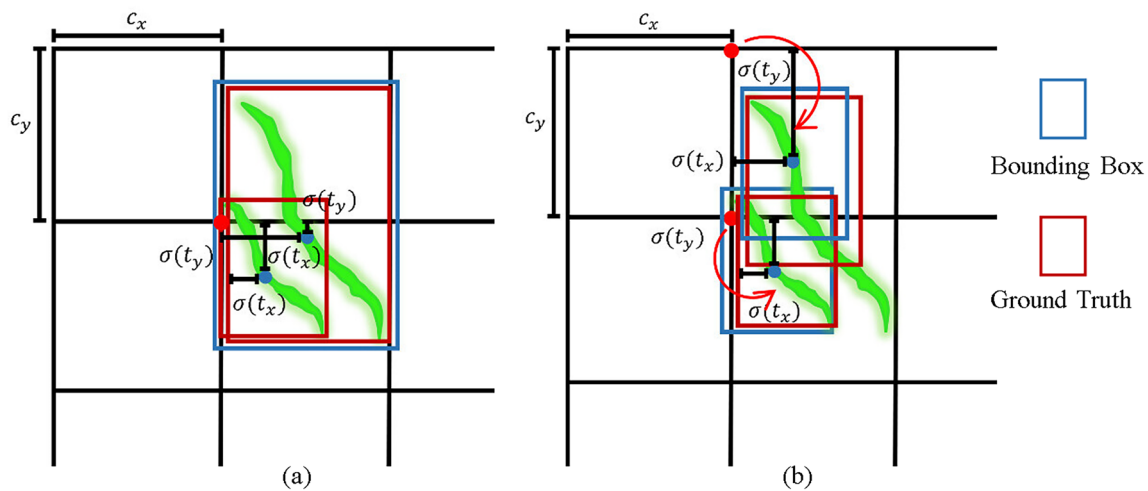 c_x
c_y
σ(t_y)
σ(t_y)
σ(t_x)
σ(t_x)
(a)
c_x
c_y
σ(t_y)
σ(t_x)
σ(t_y)
σ(t_x)
(b)
Bounding Box
Ground Truth